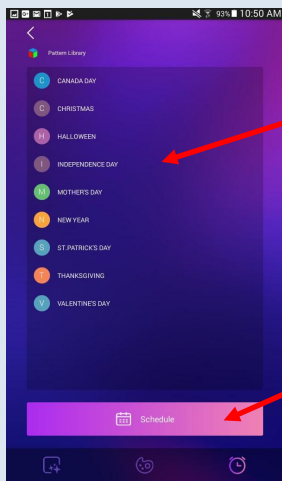 93% 10:50 AM
Pattern Library
C CANADA DAY
C CHRISTMAS
H HALLOWEEN
I INDEPENDENCE DAY
M MOTHER'S DAY
N NEW YEAR
S ST.PATRICK'S DAY
T THANKSGIVING
V VALENTINE'S DAY
Schedule